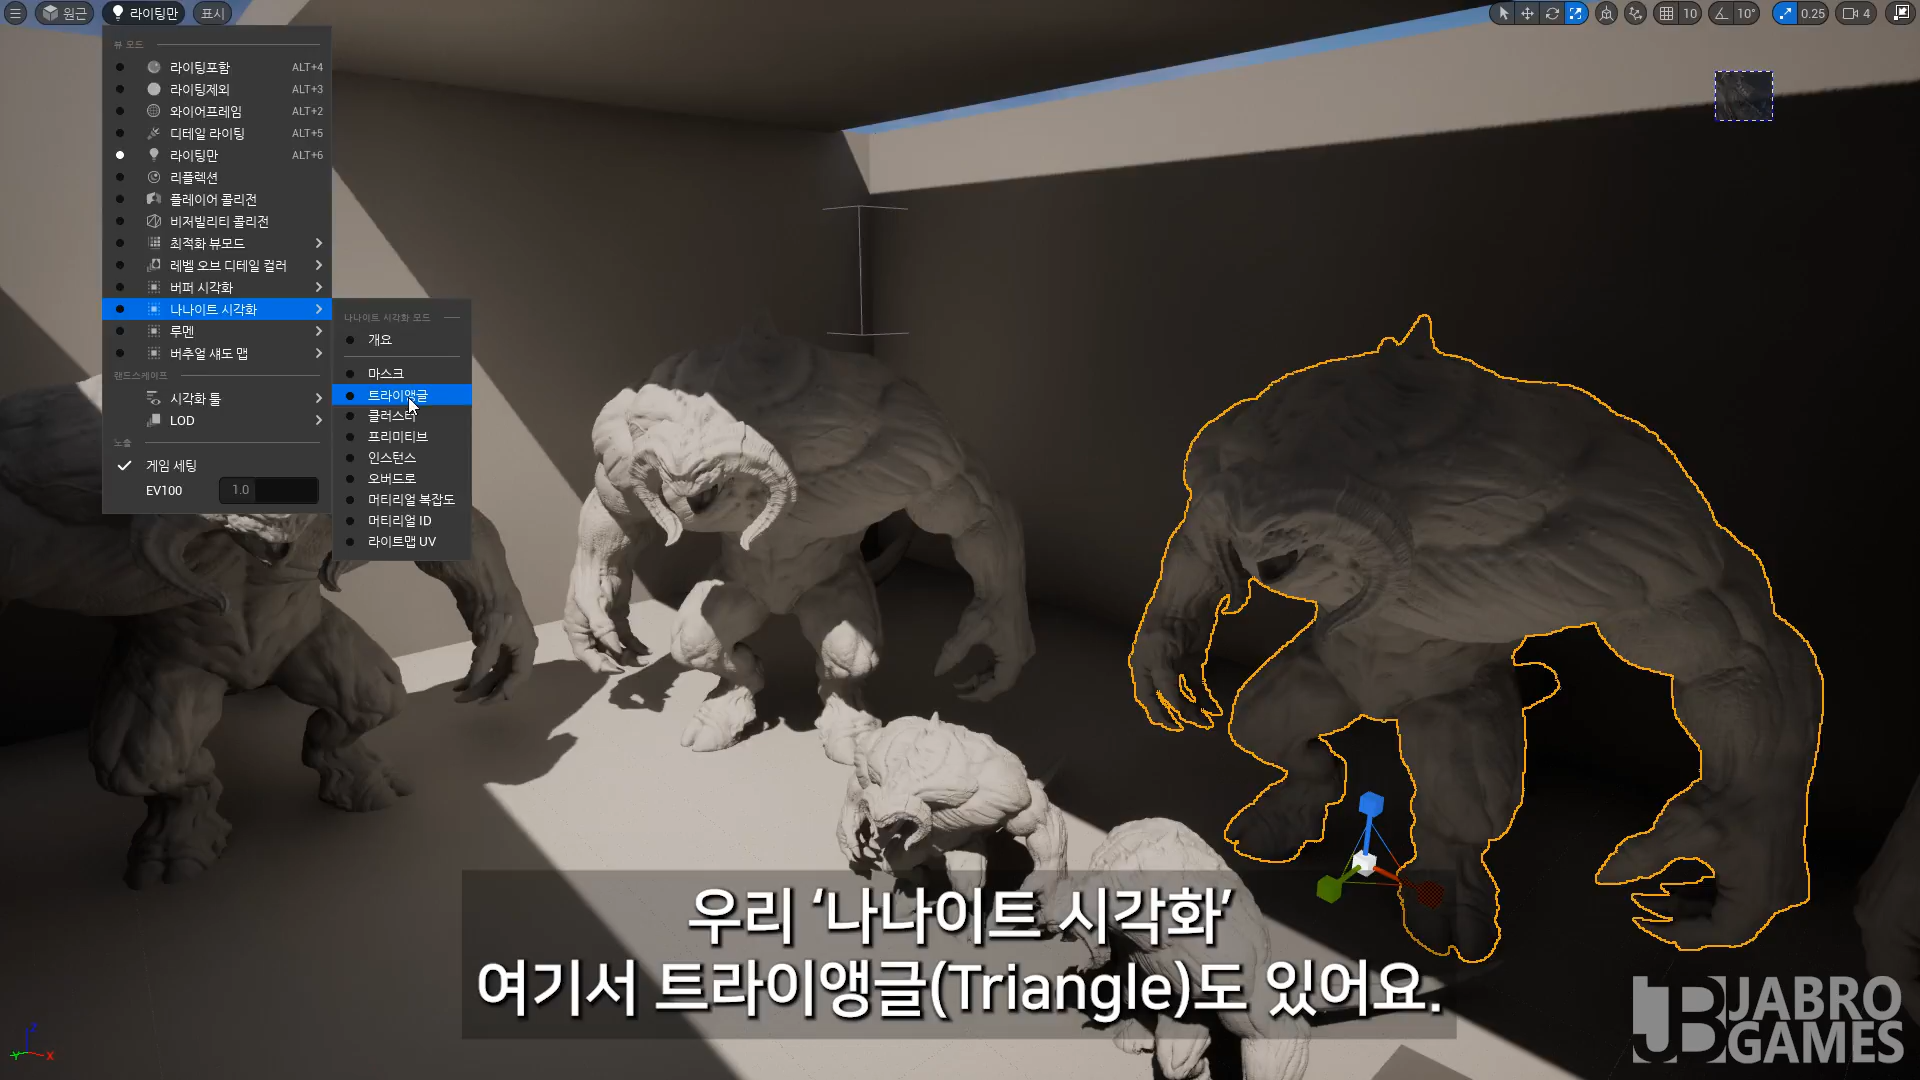 원근
라이팅만
표시
10
10°
0.25
4
뷰 모드
라이팅포함 ALT+4
라이팅제외 ALT+3
와이어프레임 ALT+2
디테일 라이팅 ALT+5
라이팅만 ALT+6
리플렉션
플레이어 콜리전
비저빌리티 콜리전
최적화 뷰모드
레벨 오브 디테일 컬러
버퍼 시각화
나나이트 시각화
루멘
버추얼 섀도 맵
랜드스케이프
시각화 툴
LOD
노출
게임 세팅
EV100 1.0
나나이트 시각화 모드
개요
마스크
트라이앵글
클러스터
프리미티브
인스턴스
오버드로
머티리얼 복잡도
머티리얼 ID
라이트맵 UV
우리 ‘나나이트 시각화’
여기서 트라이앵글(Triangle)도 있어요.
Z
Y
X
JB JABRO
GAMES